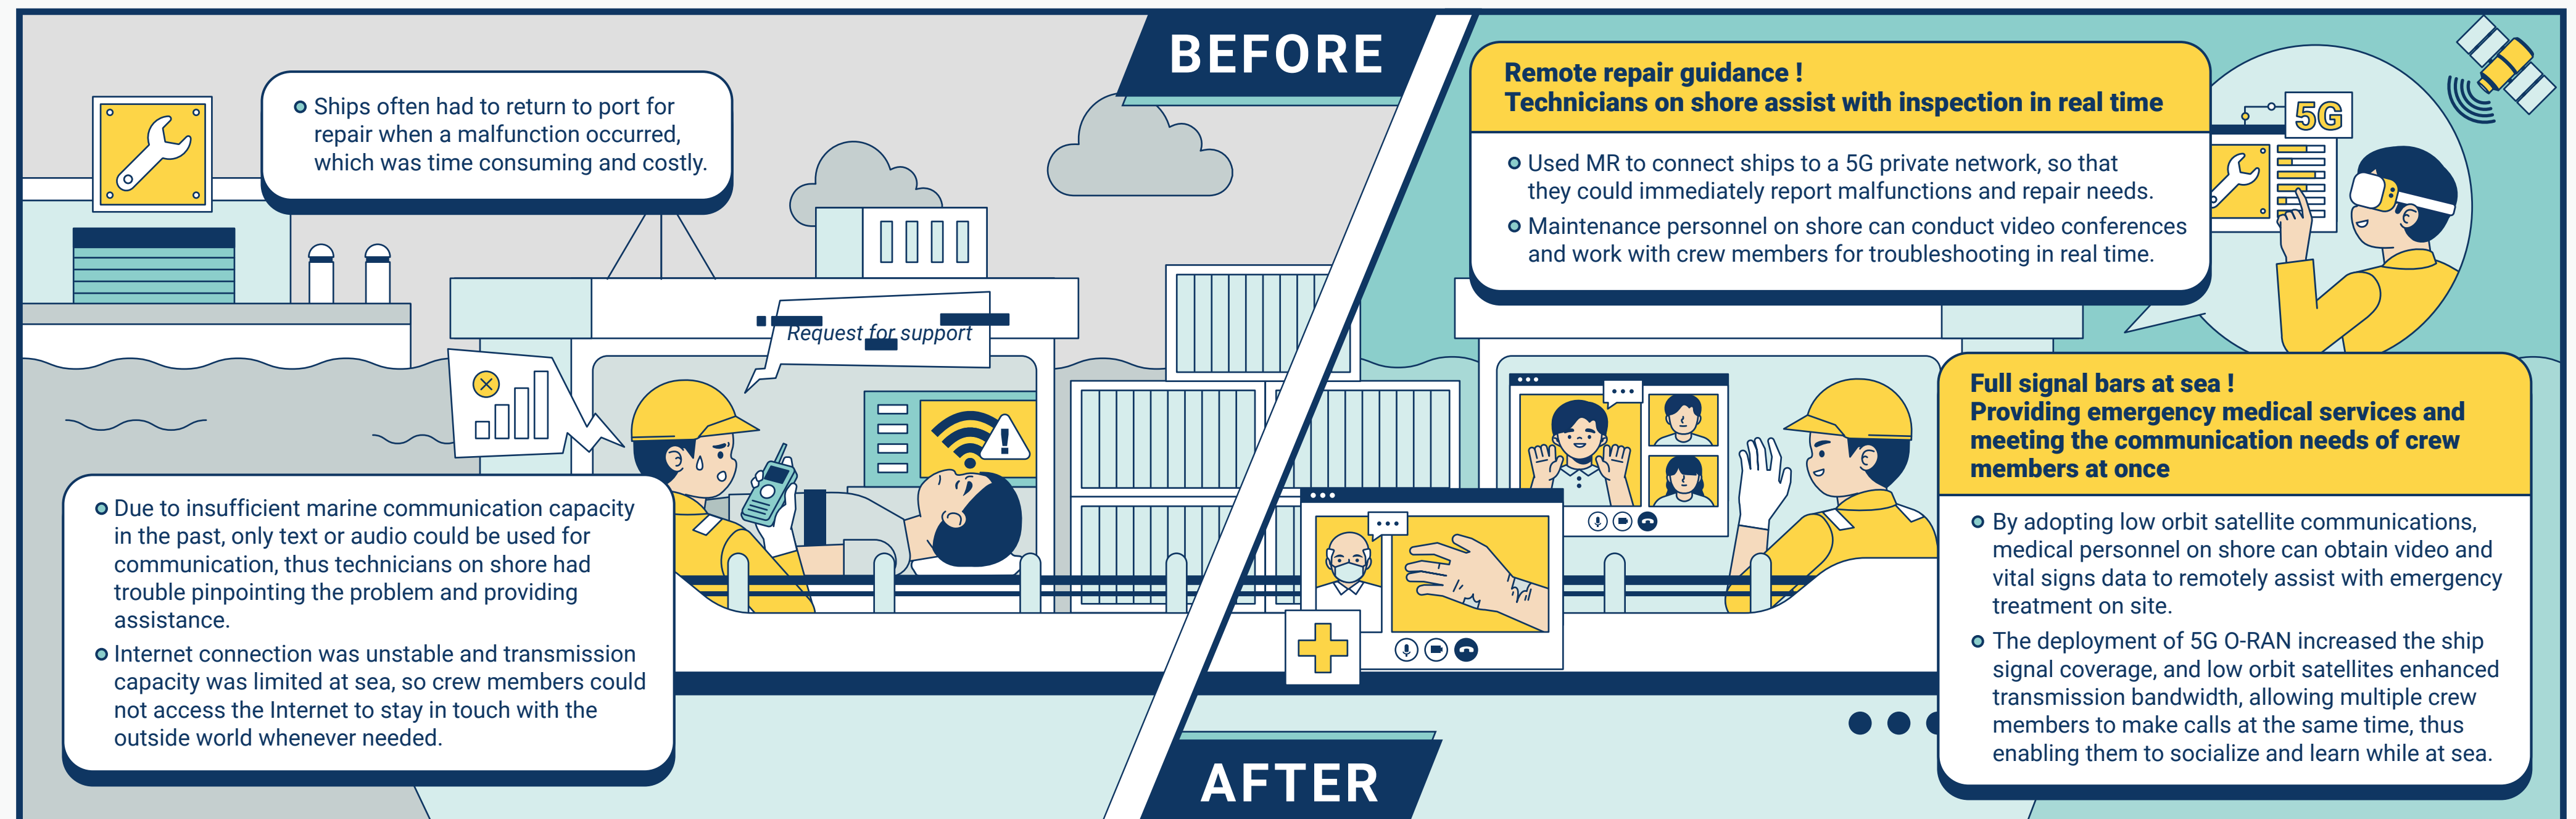 BEFORE
Ships often had to return to port for
repair when a malfunction occurred,
which was time consuming and costly.
Request for support
Due to insufficient marine communication capacity
in the past, only text or audio could be used for
communication, thus technicians on shore had
trouble pinpointing the problem and providing
assistance.
Internet connection was unstable and transmission
capacity was limited at sea, so crew members could
not access the Internet to stay in touch with the
outside world whenever needed.
AFTER
Remote repair guidance !
Technicians on shore assist with inspection in real time
Used MR to connect ships to a 5G private network, so that
they could immediately report malfunctions and repair needs.
Maintenance personnel on shore can conduct video conferences
and work with crew members for troubleshooting in real time.
5G
Full signal bars at sea !
Providing emergency medical services and
meeting the communication needs of crew
members at once
By adopting low orbit satellite communications,
medical personnel on shore can obtain video and
vital signs data to remotely assist with emergency
treatment on site.
The deployment of 5G O-RAN increased the ship
signal coverage, and low orbit satellites enhanced
transmission bandwidth, allowing multiple crew
members to make calls at the same time, thus
enabling them to socialize and learn while at sea.